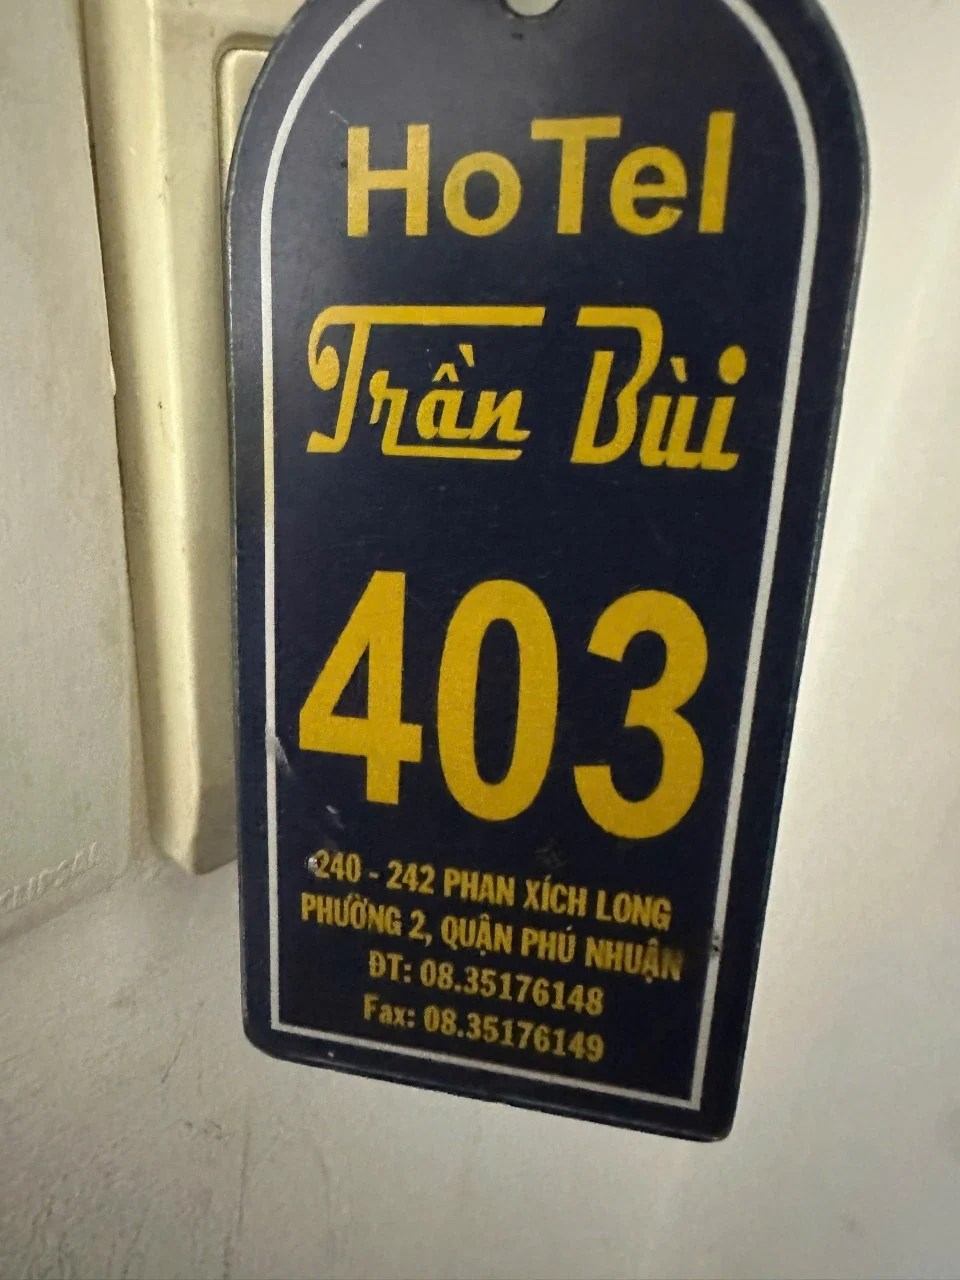 HoTel
Trần Bùi
403
240 - 242 PHAN XÍCH LONG
PHƯỜNG 2, QUẬN PHÚ NHUẬN
ĐT: 08.35176148
Fax: 08.35176149